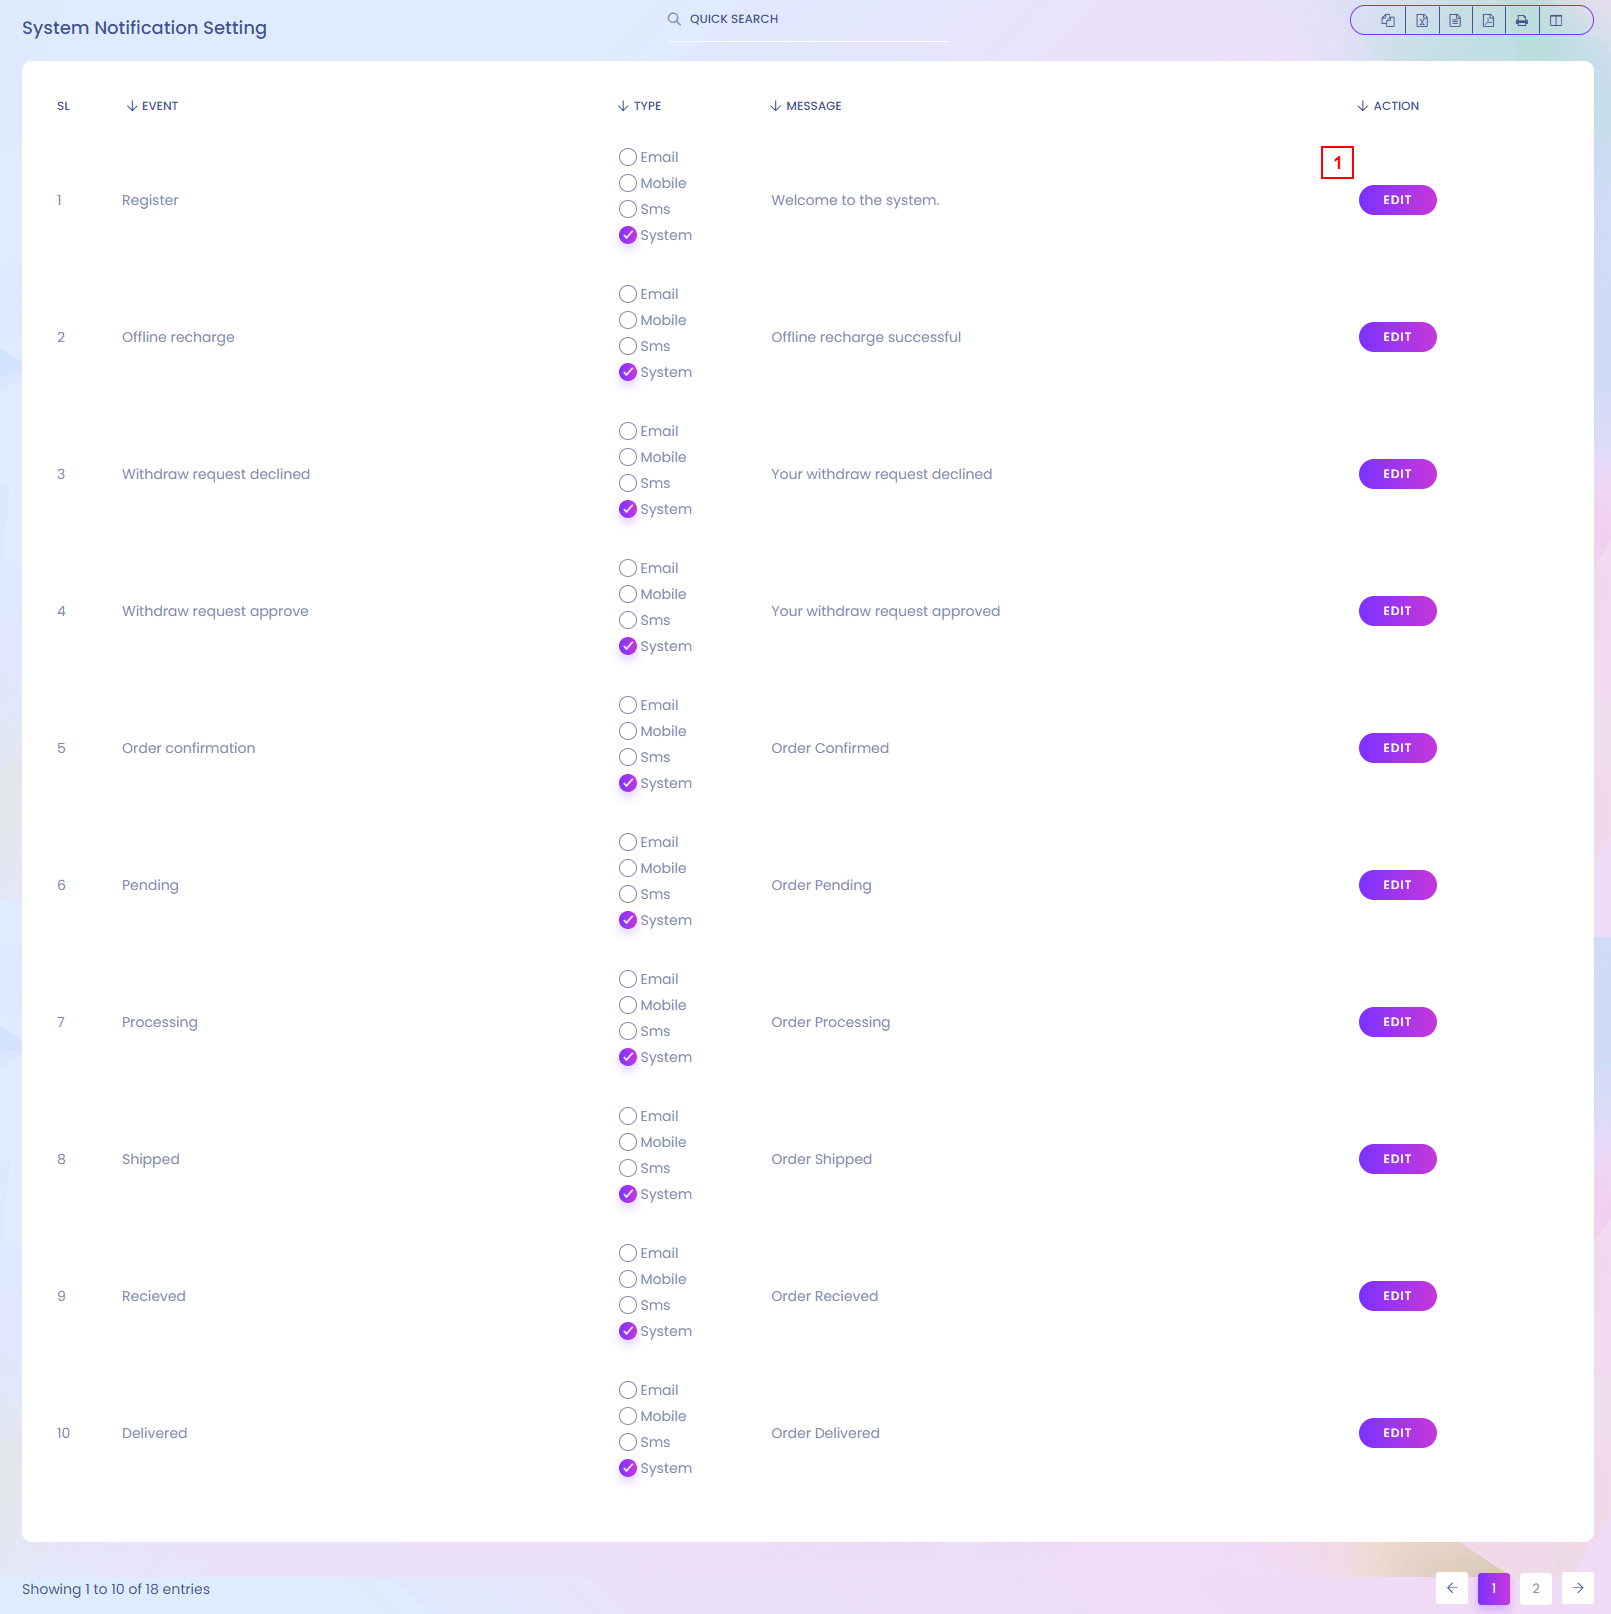 System Notification Setting
QUICK SEARCH
SL EVENT TYPE MESSAGE ACTION
1
Email
Mobile
1 Register Welcome to the system. EDIT
Sms
System
Email
Mobile
2 Offline recharge Offline recharge successful EDIT
Sms
System
Email
Mobile
3 Withdraw request declined Your withdraw request declined EDIT
Sms
System
Email
Mobile
4 Withdraw request approve Your withdraw request approved EDIT
Sms
System
Email
Mobile
5 Order confirmation Order Confirmed EDIT
Sms
System
Email
Mobile
6 Pending Order Pending EDIT
Sms
System
Email
Mobile
7 Processing Order Processing EDIT
Sms
System
Email
Mobile
8 Shipped Order Shipped EDIT
Sms
System
Email
Mobile
9 Recieved Order Recieved EDIT
Sms
System
Email
Mobile
10 Delivered Order Delivered EDIT
Sms
System
Showing 1 to 10 of 18 entries
1 2